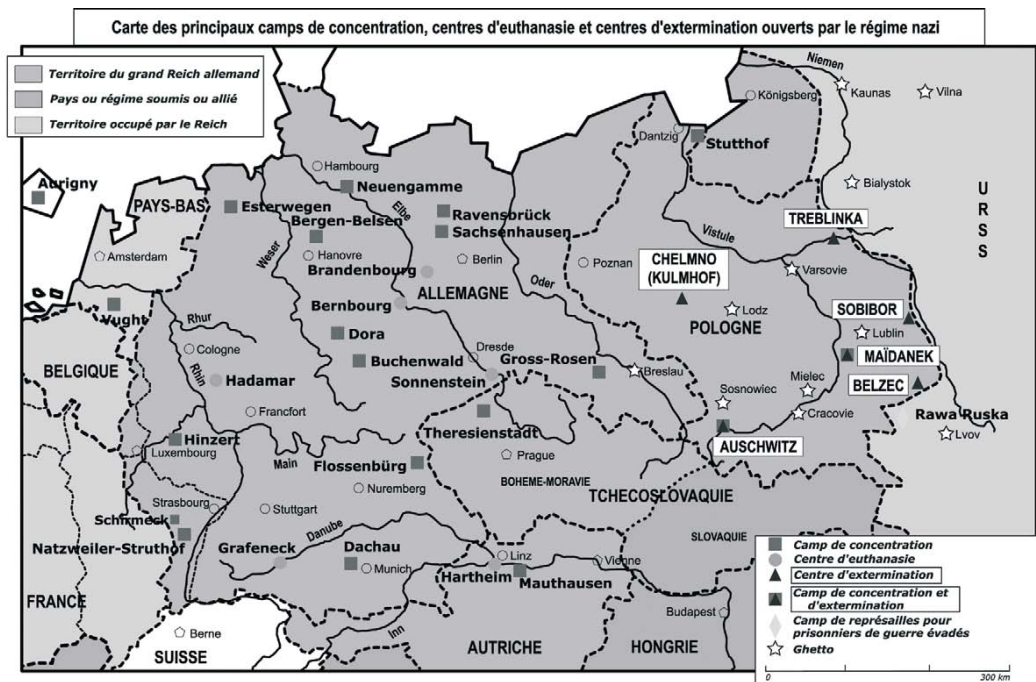 Carte des principaux camps de concentration, centres d'euthanasie et centres d'extermination ouverts par le régime nazi
Territoire du grand Reich allemand
Pays ou régime soumis ou allié
Territoire occupé par le Reich
Niemen
Kaunas
Vilna
Königsberg
Dantzig
Stutthof
Hambourg
Neuengamme
Aurigny
PAYS-BAS
Esterwegen
Bergen-Belsen
Elbe
Ravensbrück
Sachsenhausen
Bialystok
U
R
S
S
TREBLINKA
Vistule
Amsterdam
Weser
Hanovre
Brandenbourg
Berlin
Oder
Poznan
CHELMNO
(KULMHOF)
Varsovie
Vught
Bernbourg
ALLEMAGNE
Lodz
POLOGNE
SOBIBOR
Lublin
Rhur
Cologne
Dora
Buchenwald
Dresde
Sonnenstein
Gross-Rosen
Breslau
MAÏDANEK
BELZEC
BELGIQUE
Rhin
Hadamar
Francfort
Sosnowiec
Mielec
Cracovie
Rawa Ruska
Lvov
Hinzert
Luxembourg
Main
Theresienstadt
Prague
AUSCHWITZ
Flossenbürg
Nuremberg
BOHEME-MORAVIE
TCHECOSLOVAQUIE
Strasbourg
Stuttgart
Schirmeck
Natzweiler-Struthof
Danube
Grafeneck
Dachau
Munich
Linz
Hartheim
Mauthausen
Vienne
SLOVAQUIE
FRANCE
Budapest
Berne
SUISSE
Inn
AUTRICHE
HONGRIE
Camp de concentration
Centre d'euthanasie
Centre d'extermination
Camp de concentration et
d'extermination
Camp de représailles pour
prisonniers de guerre évadés
Ghetto
0
300 km